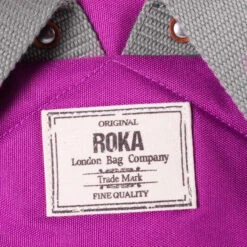 ORIGINAL
ROKA
London Bag Company
Trade Mark
FINE QUALITY